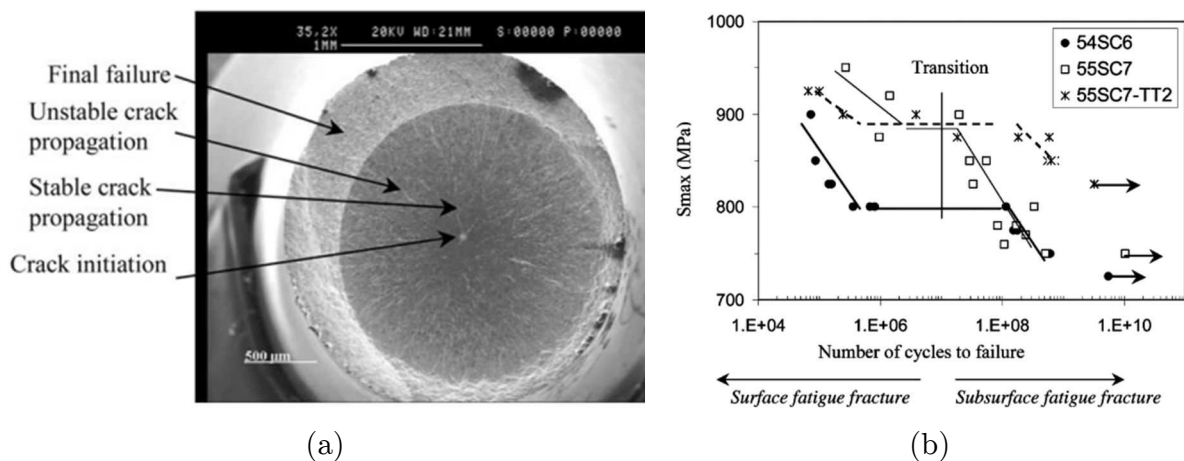 35.2X 20KV WD:21MM S:00000 P:00000
1MM
Final failure
Unstable crack
propagation
Stable crack
propagation
Crack initiation
500 µm
(a)
1000
900
800
700
Smax (MPa)
Transition
54SC6
55SC7
55SC7-TT2
1.E+04
1.E+06
1.E+08
1.E+10
Number of cycles to failure
Surface fatigue fracture
Subsurface fatigue fracture
(b)